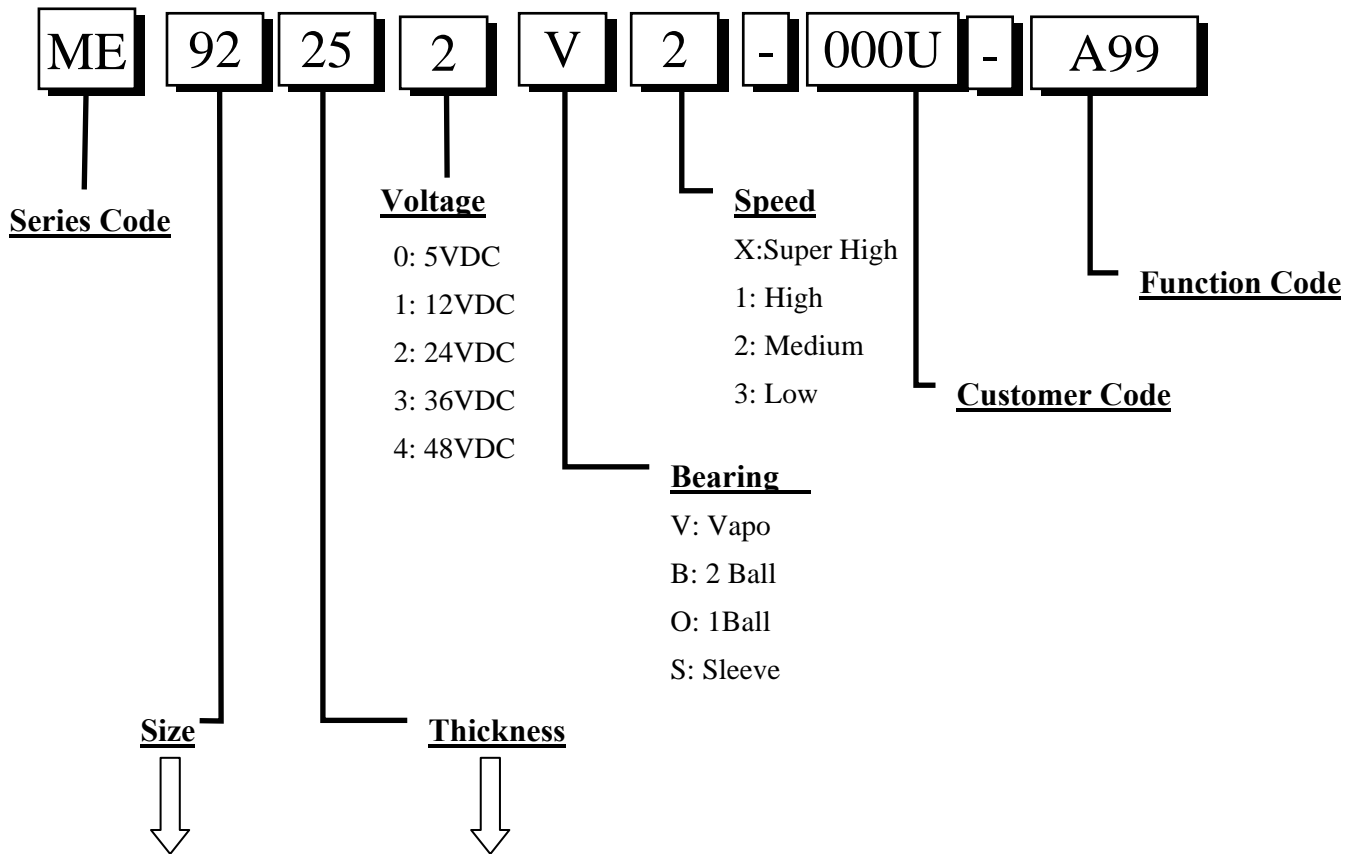 ME 92 25 2 V 2 - 000U - A99
Series Code
Voltage
0: 5VDC
1: 12VDC
2: 24VDC
3: 36VDC
4: 48VDC
Speed
X:Super High
1: High
2: Medium
3: Low
Function Code
Customer Code
Bearing
V: Vapo
B: 2 Ball
O: 1Ball
S: Sleeve
Size
Thickness